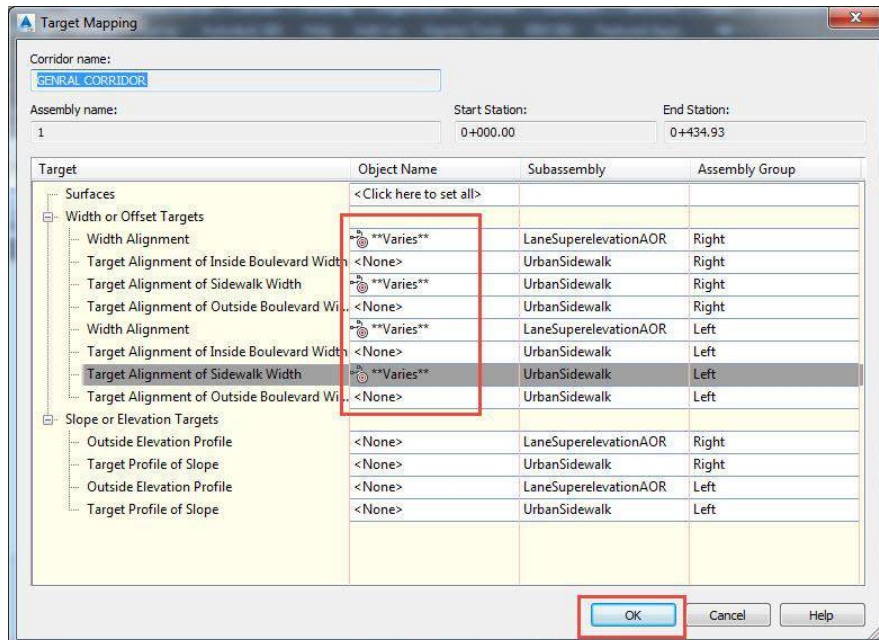 Target Mapping
Corridor name:
GENRAL CORRIDOR
Assembly name: Start Station: End Station:
1 0+000.00 0+434.93
Target Object Name Subassembly Assembly Group
Surfaces <Click here to set all>
Width or Offset Targets
Width Alignment **Varies** LaneSuperelevationAOR Right
Target Alignment of Inside Boulevard Width <None> UrbanSidewalk Right
Target Alignment of Sidewalk Width **Varies** UrbanSidewalk Right
Target Alignment of Outside Boulevard Wi... <None> UrbanSidewalk Right
Width Alignment **Varies** LaneSuperelevationAOR Left
Target Alignment of Inside Boulevard Width <None> UrbanSidewalk Left
Target Alignment of Sidewalk Width **Varies** UrbanSidewalk Left
Target Alignment of Outside Boulevard Wi... <None> UrbanSidewalk Left
Slope or Elevation Targets
Outside Elevation Profile <None> LaneSuperelevationAOR Right
Target Profile of Slope <None> UrbanSidewalk Right
Outside Elevation Profile <None> LaneSuperelevationAOR Left
Target Profile of Slope <None> UrbanSidewalk Left
OK Cancel Help